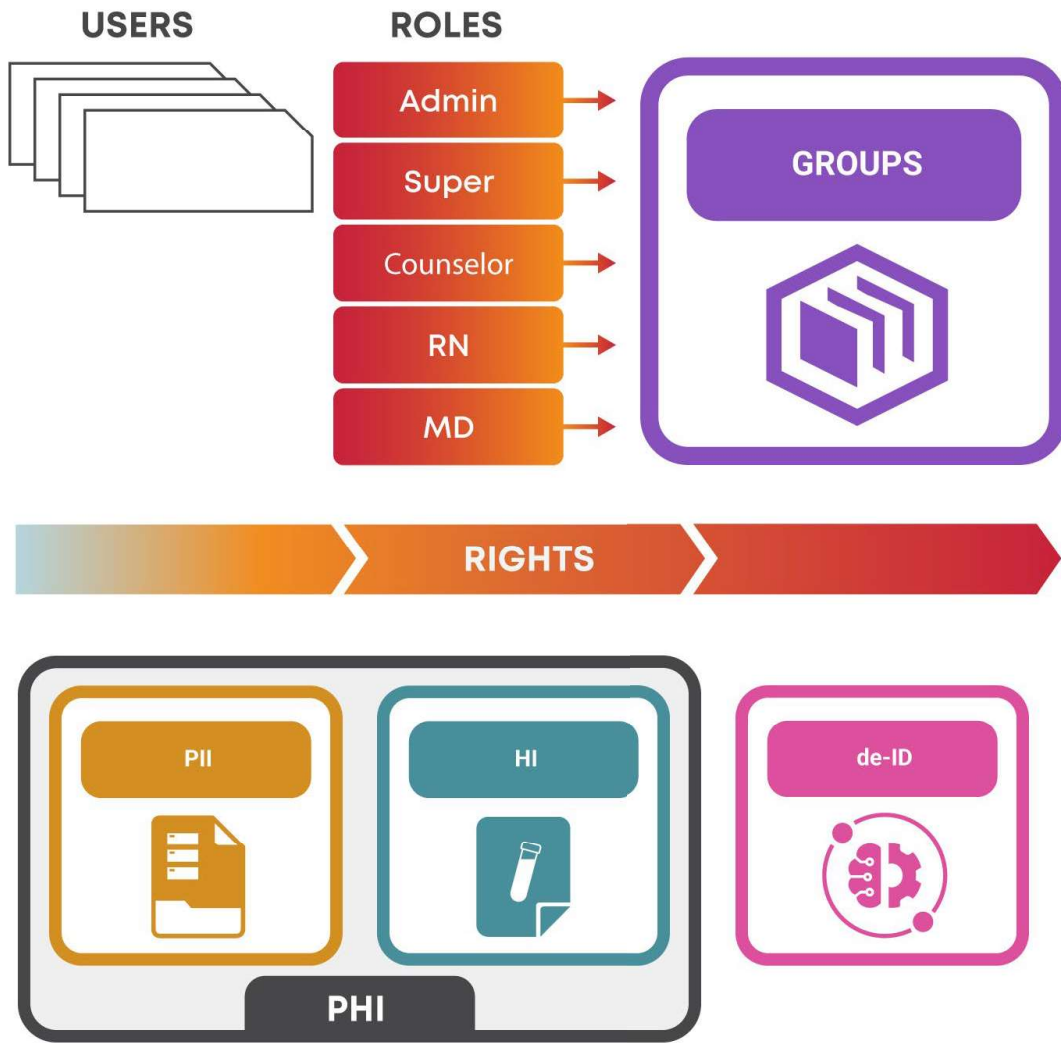 USERS
ROLES
Admin
Super
Counselor
RN
MD
GROUPS
RIGHTS
PII
HI
de-ID
PHI